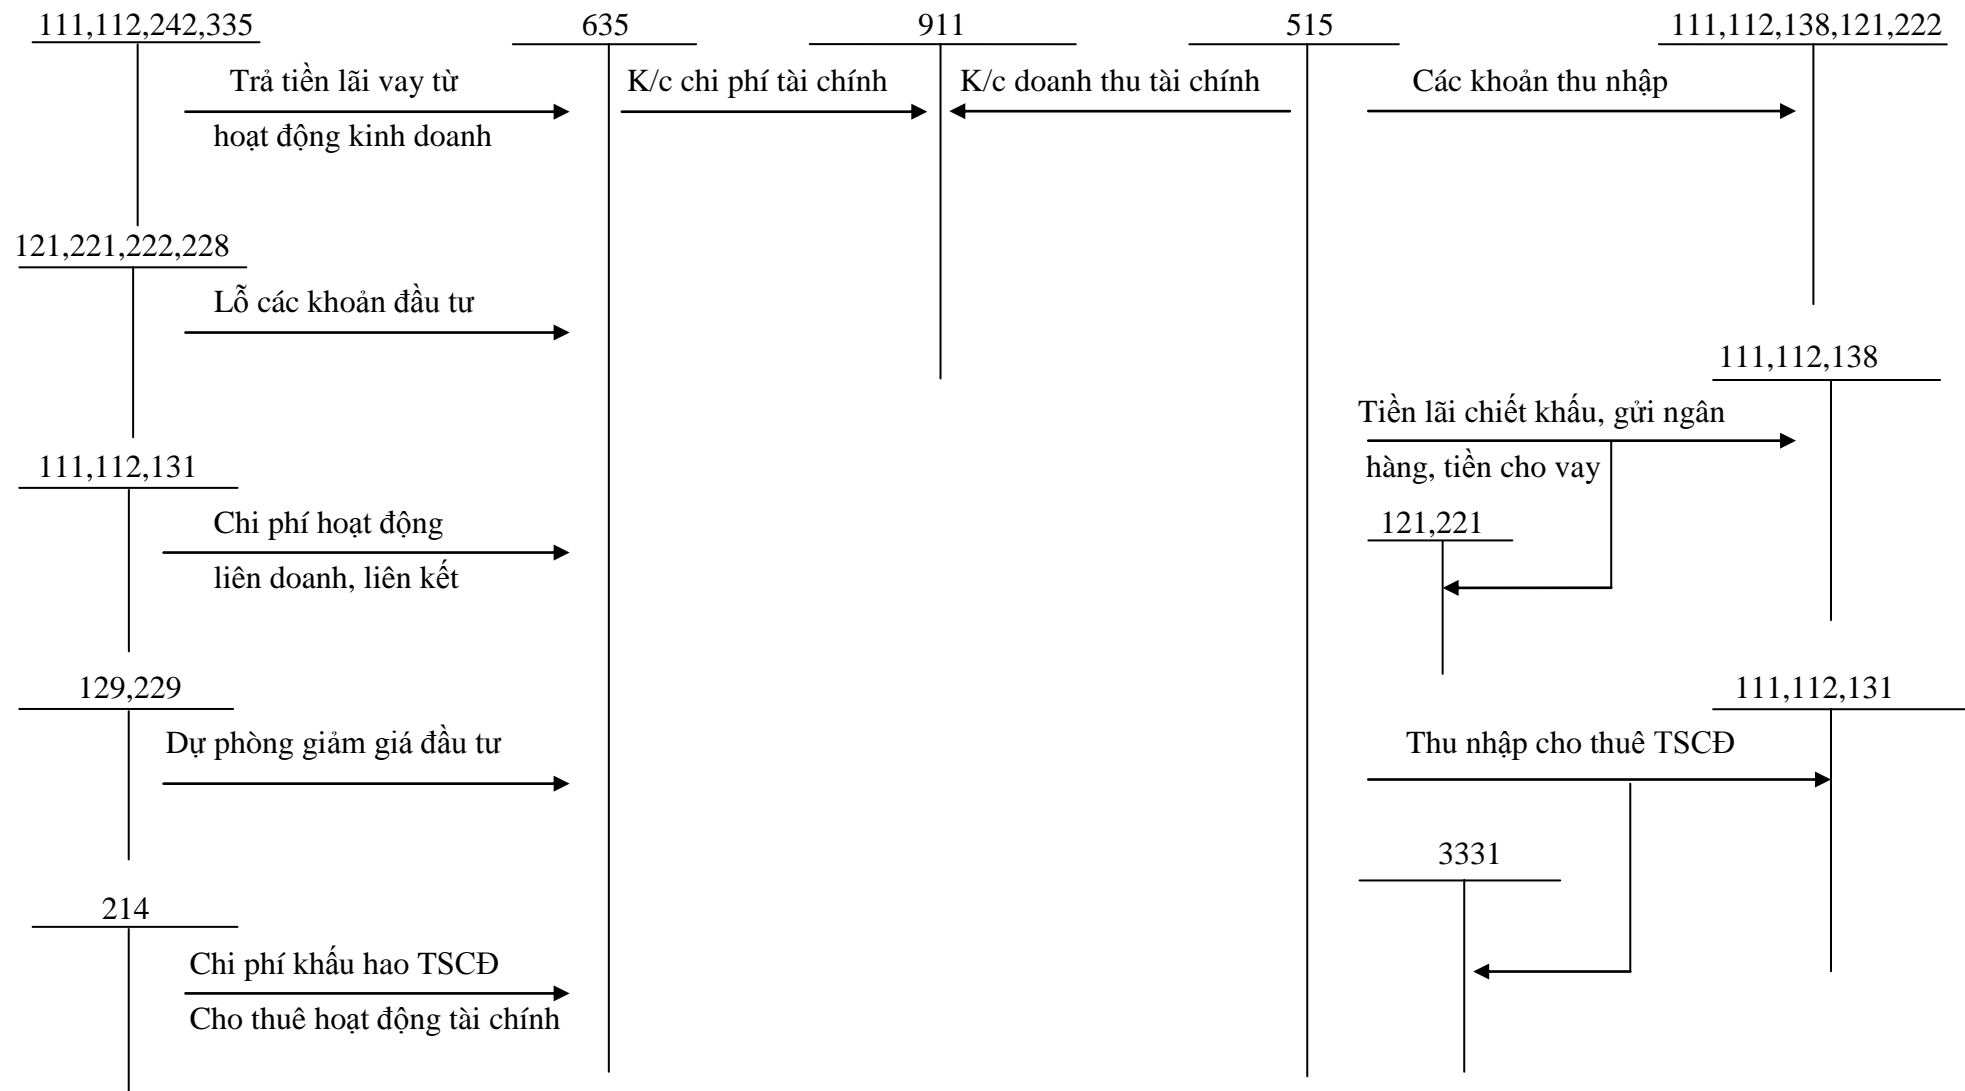 111,112,242,335
635
911
515
111,112,138,121,222
Trả tiền lãi vay từ
hoạt động kinh doanh
K/c chi phí tài chính
K/c doanh thu tài chính
Các khoản thu nhập
121,221,222,228
Lỗ các khoản đầu tư
111,112,138
Tiền lãi chiết khấu, gửi ngân
hàng, tiền cho vay
111,112,131
Chi phí hoạt động
liên doanh, liên kết
121,221
129,229
Dự phòng giảm giá đầu tư
111,112,131
Thu nhập cho thuê TSCĐ
3331
214
Chi phí khấu hao TSCĐ
Cho thuê hoạt động tài chính